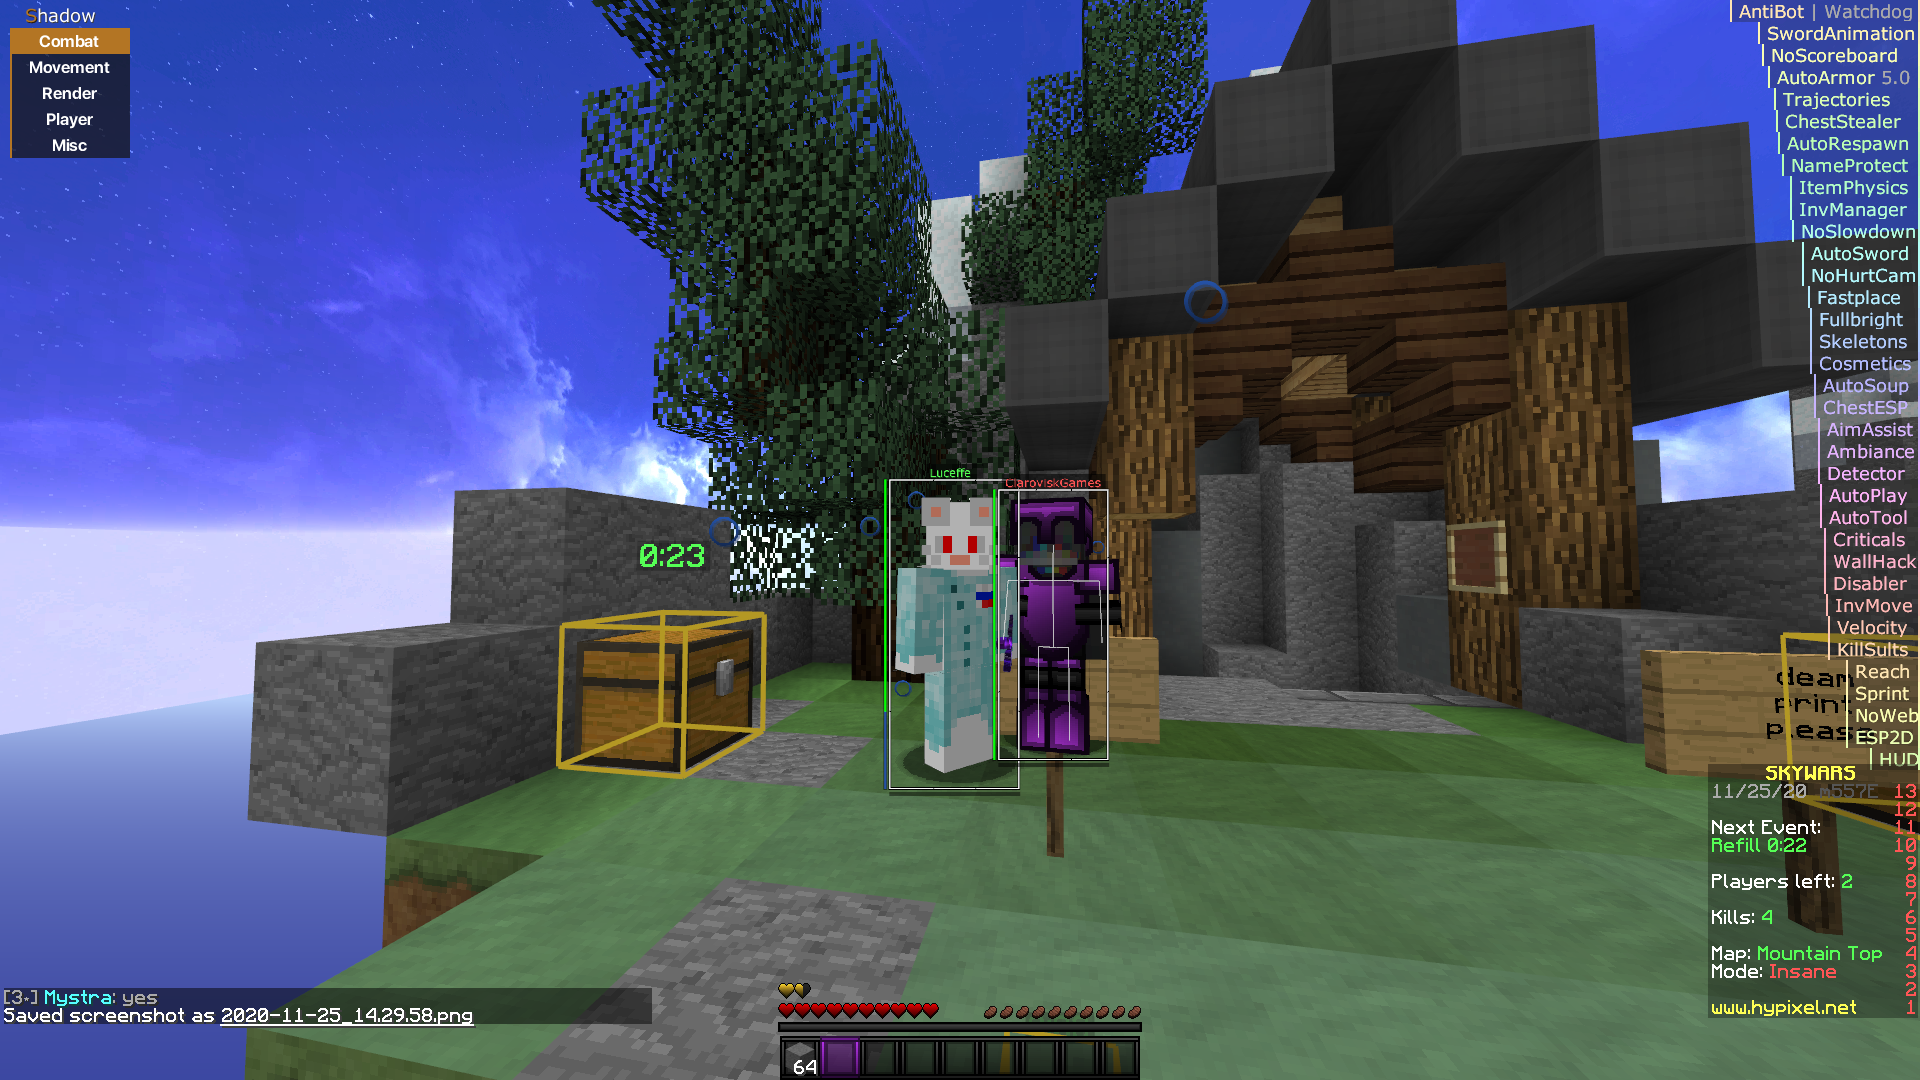 Shadow
Combat
Movement
Render
Player
Misc
AntiBot | Watchdog
SwordAnimation
NoScoreboard
AutoArmor 5.0
Trajectories
ChestStealer
AutoRespawn
NameProtect
ItemPhysics
InvManager
NoSlowdown
AutoSword
NoHurtCam
Fastplace
Fullbright
Skeletons
Cosmetics
AutoSoup
ChestESP
AimAssist
Ambiance
Detector
AutoPlay
AutoTool
Criticals
WallHack
Disabler
InvMove
Velocity
KillSults
Reach
Sprint
NoWeb
ESP2D
HUD
Luceffe
ClaroviskGames
0:23
deam
print
pleas
SKYWARS
11/25/20 m557E 13
12
Next Event: 11
Refill 0:22 10
9
Players left: 2 8
7
Kills: 4 6
5
Map: Mountain Top 4
Mode: Insane 3
2
www.hypixel.net 1
[3✫] Mystra: yes
Saved screenshot as 2020-11-25_14.29.58.png
64